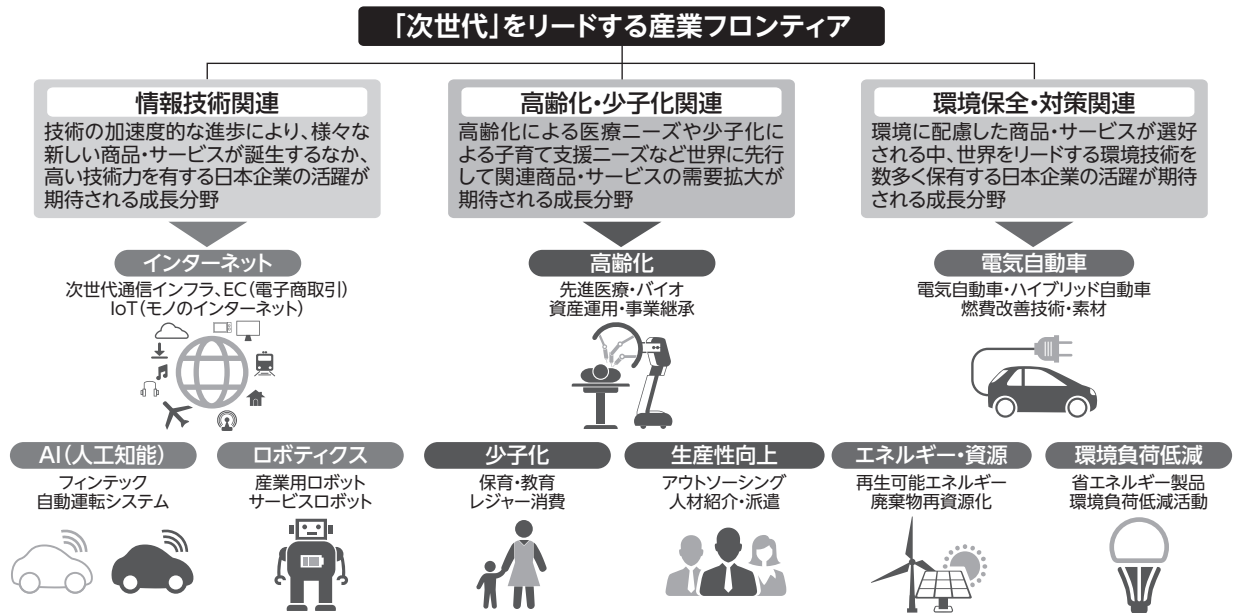 「次世代」をリードする産業フロンティア
情報技術関連
技術の加速度的な進歩により、様々な
新しい商品・サービスが誕生するなか、
高い技術力を有する日本企業の活躍が
期待される成長分野
高齢化・少子化関連
高齢化による医療ニーズや少子化に
よる子育て支援ニーズなど世界に先行
して関連商品・サービスの需要拡大が
期待される成長分野
環境保全・対策関連
環境に配慮した商品・サービスが選好
される中、世界をリードする環境技術を
数多く保有する日本企業の活躍が期待
される成長分野
インターネット
次世代通信インフラ、EC(電子商取引)
IoT(モノのインターネット)
高齢化
先進医療・バイオ
資産運用・事業継承
電気自動車
電気自動車・ハイブリッド自動車
燃費改善技術・素材
AI(人工知能)
フィンテック
自動運転システム
ロボティクス
産業用ロボット
サービスロボット
少子化
保育・教育
レジャー消費
生産性向上
アウトソーシング
人材紹介・派遣
エネルギー・資源
再生可能エネルギー
廃棄物再資源化
環境負荷低減
省エネルギー製品
環境負荷低減活動